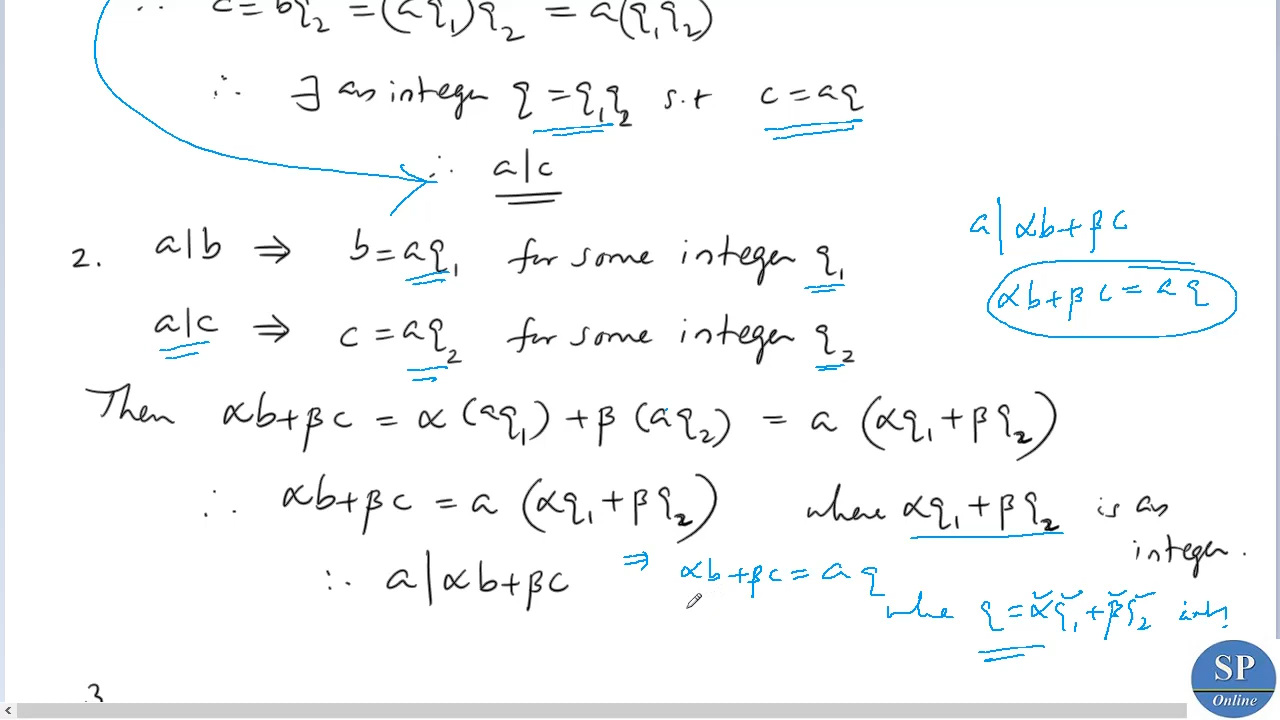 ∴ c = bq₂ = (aq₁)q₂ = a(q₁q₂)
∴ ∃ an integer q = q₁q₂ s.t c = aq
∴ a|c
2. a|b ⇒ b = aq₁ for some integer q₁
a|αb+βc
a|c ⇒ c = aq₂ for some integer q₂
αb+βc = aq
Then αb+βc = α(aq₁)+β(aq₂) = a(αq₁+βq₂)
∴ αb+βc = a(αq₁+βq₂) where αq₁+βq₂ is an
integer.
∴ a|αb+βc
⇒ αb+βc = aq
where q = αq₁+βq₂
3
SP
Online